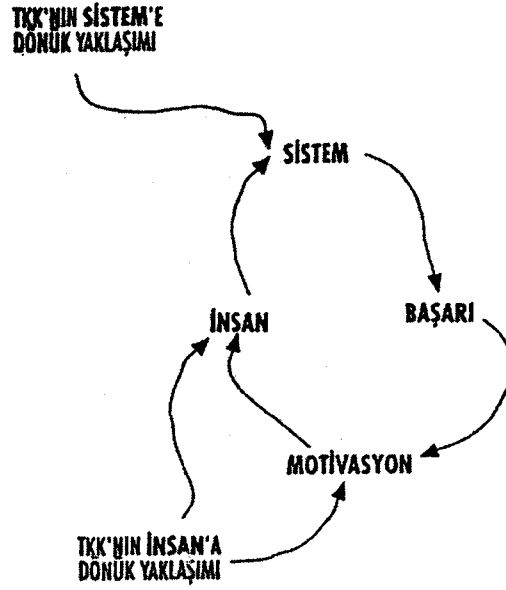 TKK'NIN SİSTEM'E
DÖNÜK YAKLAŞIMI
SİSTEM
İNSAN
BAŞARI
MOTİVASYON
TKK'NIN İNSAN'A
DÖNÜK YAKLAŞIMI